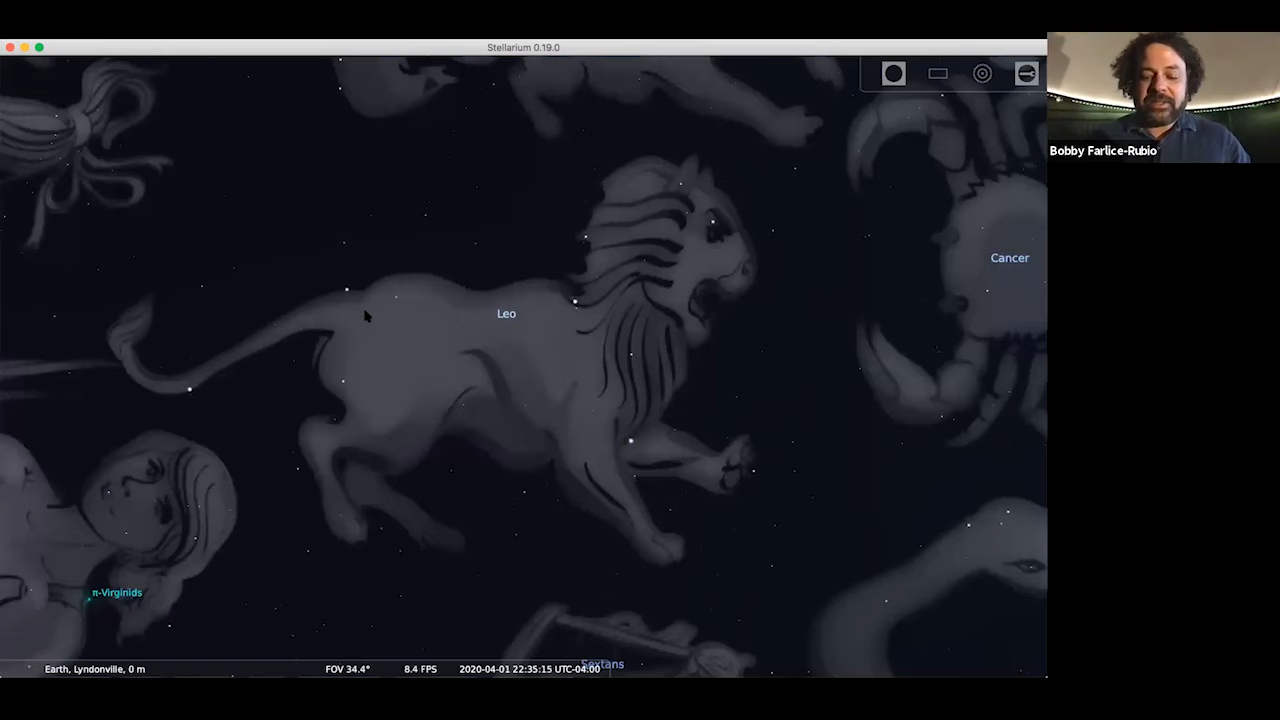 Stellarium 0.19.0
Bobby Farlice-Rubio
Cancer
Leo
π-Virginids
Sextans
Earth, Lyndonville, 0 m FOV 34.4° 8.4 FPS 2020-04-01 22:35:15 UTC-04:00